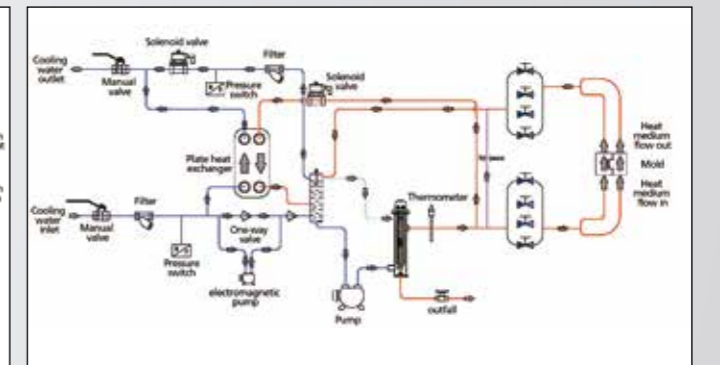 Solenoid valve
Filter
Cooling
water
outlet
Manual
valve
Pressure
switch
Solenoid
valve
Plate heat
exchanger
Heat
medium
flow out
Mold
Heat
medium
flow in
Thermometer
Cooling
water
inlet
Filter
Manual
valve
One-way
valve
Pressure
switch
electromagnetic
pump
Pump
outfall